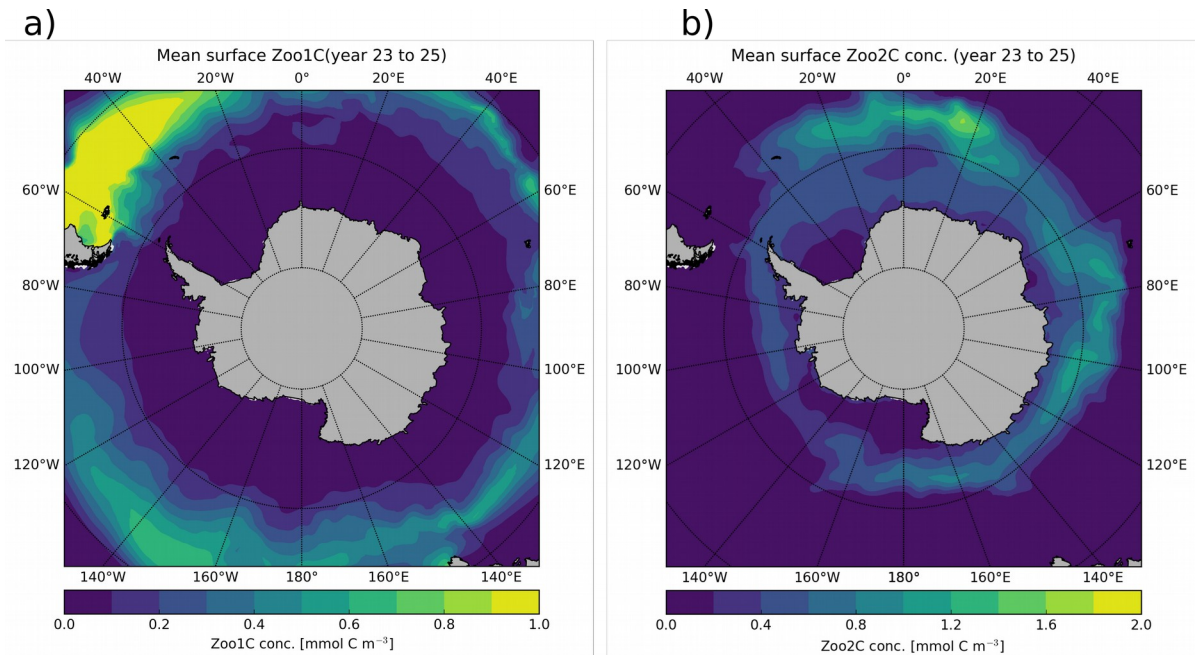 a)
Mean surface Zoo1C(year 23 to 25)
40°W 20°W 0° 20°E 40°E
60°W 60°E
80°W 80°E
100°W 100°E
120°W 120°E
140°W 160°W 180° 160°E 140°E
0.0 0.2 0.4 0.6 0.8 1.0
Zoo1C conc. [mmol C m⁻³]
b)
Mean surface Zoo2C conc. (year 23 to 25)
40°W 20°W 0° 20°E 40°E
60°W 60°E
80°W 80°E
100°W 100°E
120°W 120°E
140°W 160°W 180° 160°E 140°E
0.0 0.4 0.8 1.2 1.6 2.0
Zoo2C conc. [mmol C m⁻³]